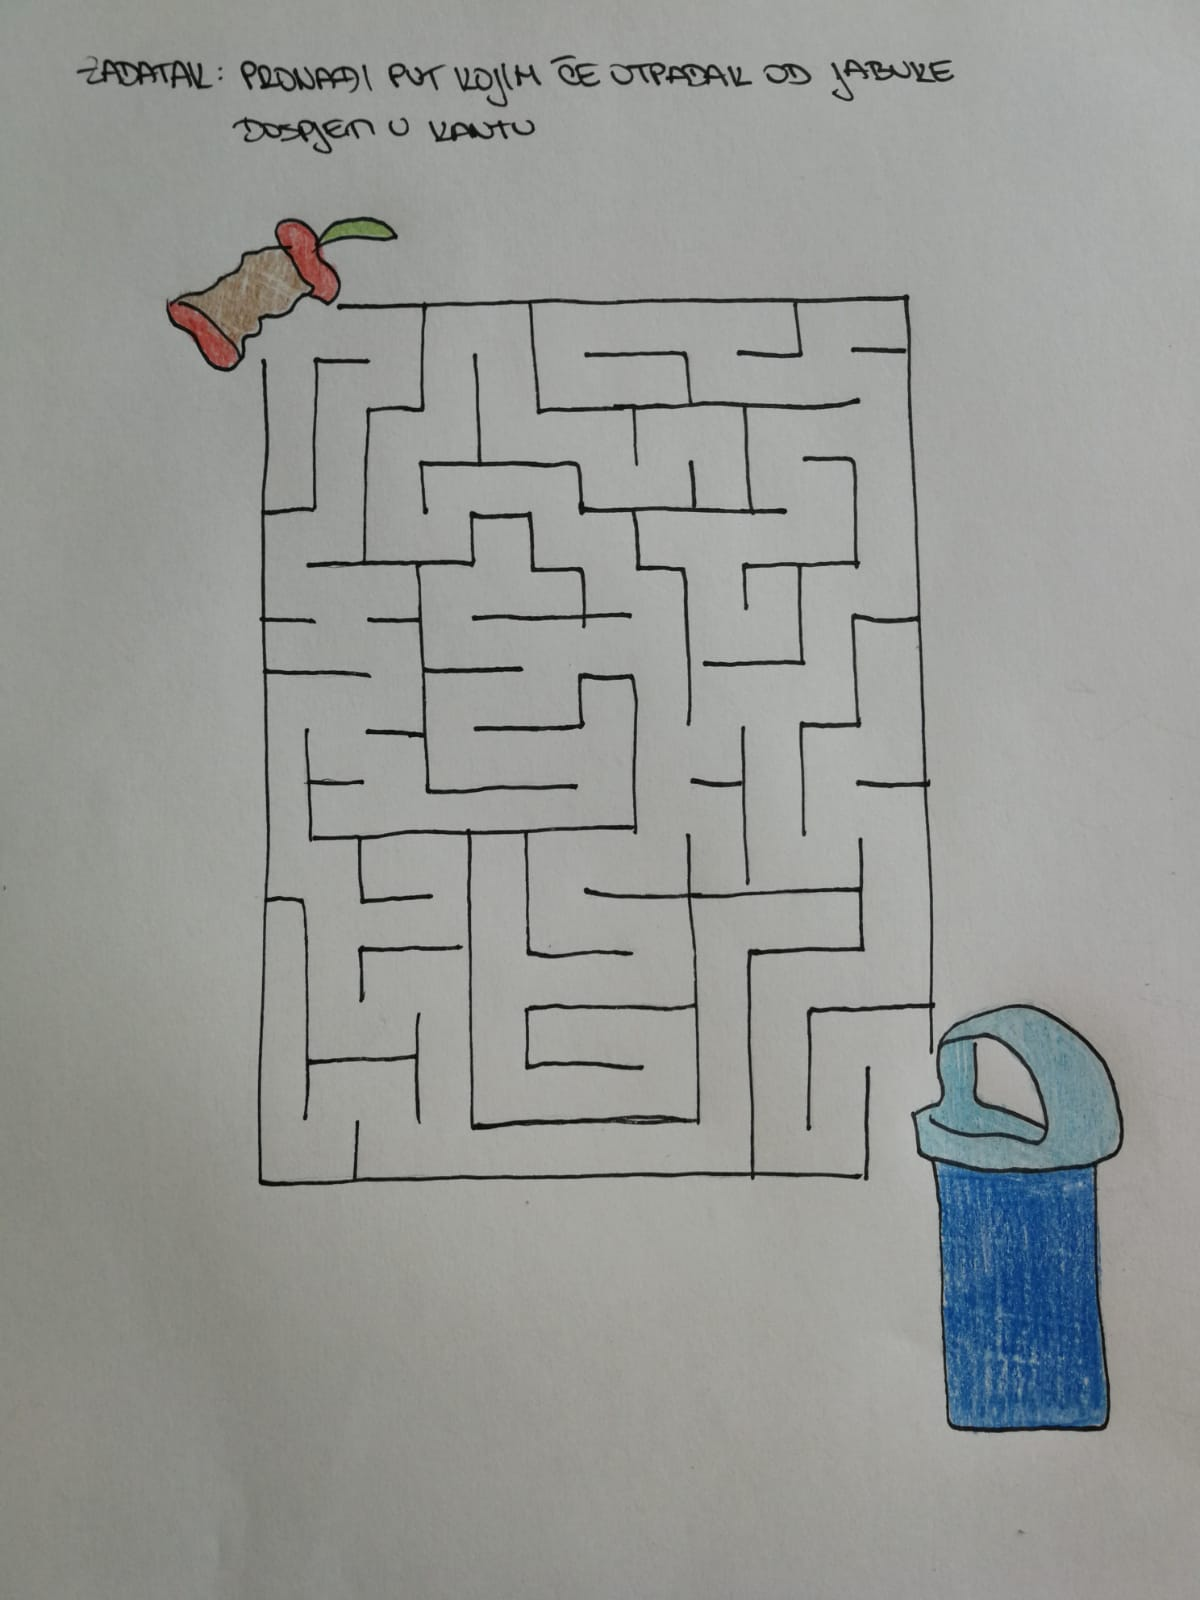 ZADATAK: PRONAĐI PUT KOJIM ĆE OTPADAK OD JABUKE
DOSPJETI U KANTU